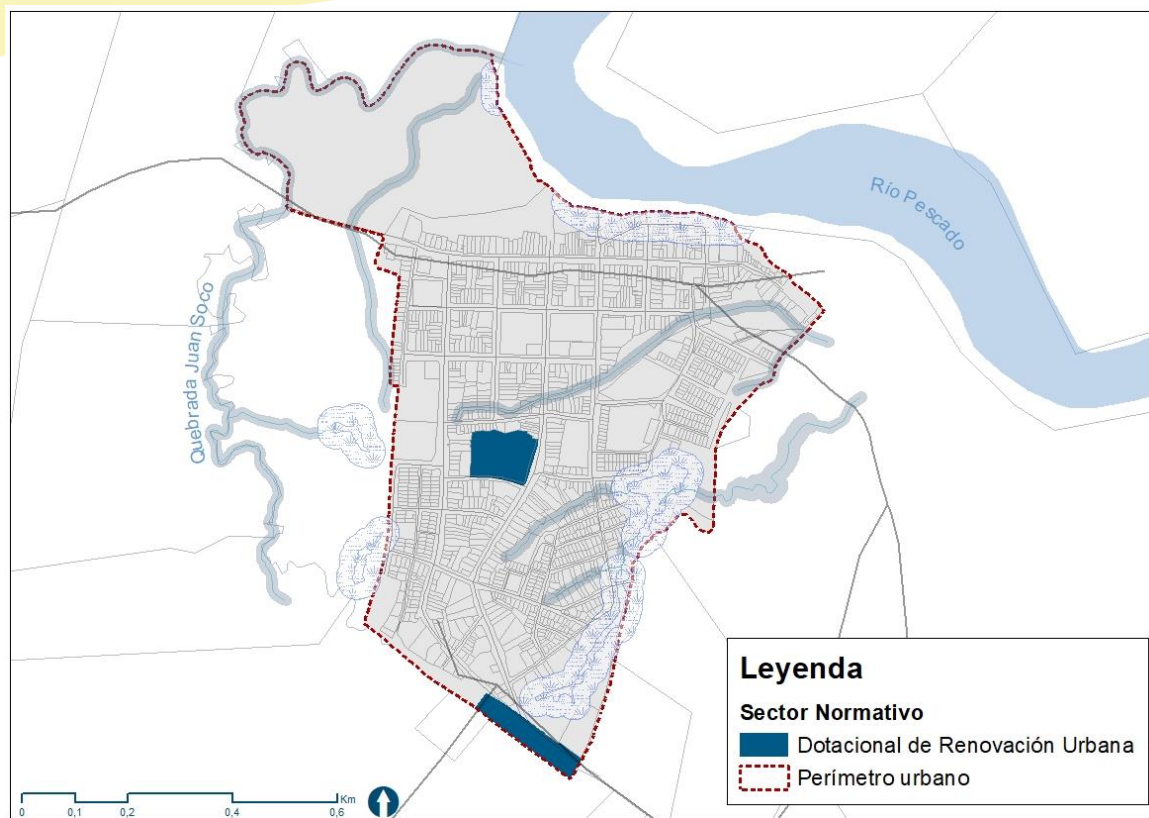 Río Pescado
Quebrada Juan Soco
Leyenda
Sector Normativo
Dotacional de Renovación Urbana
Perímetro urbano
Km
0 0,1 0,2 0,4 0,6